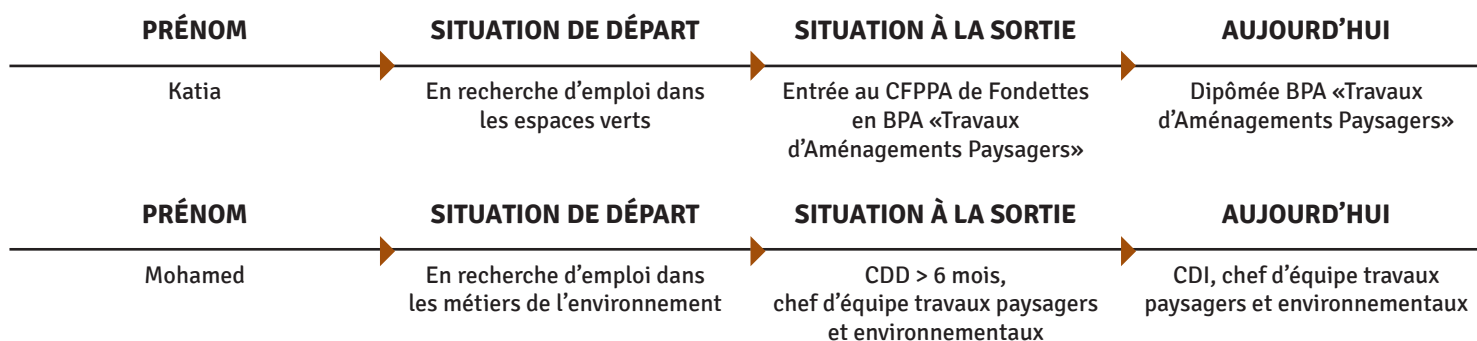 PRÉNOM SITUATION DE DÉPART SITUATION À LA SORTIE AUJOURD’HUI
Katia En recherche d’emploi dans Entrée au CFPPA de Fondettes Dipômée BPA «Travaux
les espaces verts en BPA «Travaux d’Aménagements Paysagers»
d’Aménagements Paysagers»
PRÉNOM SITUATION DE DÉPART SITUATION À LA SORTIE AUJOURD’HUI
Mohamed En recherche d’emploi dans CDD > 6 mois, CDI, chef d’équipe travaux
les métiers de l’environnement chef d’équipe travaux paysagers paysagers et environnementaux
et environnementaux